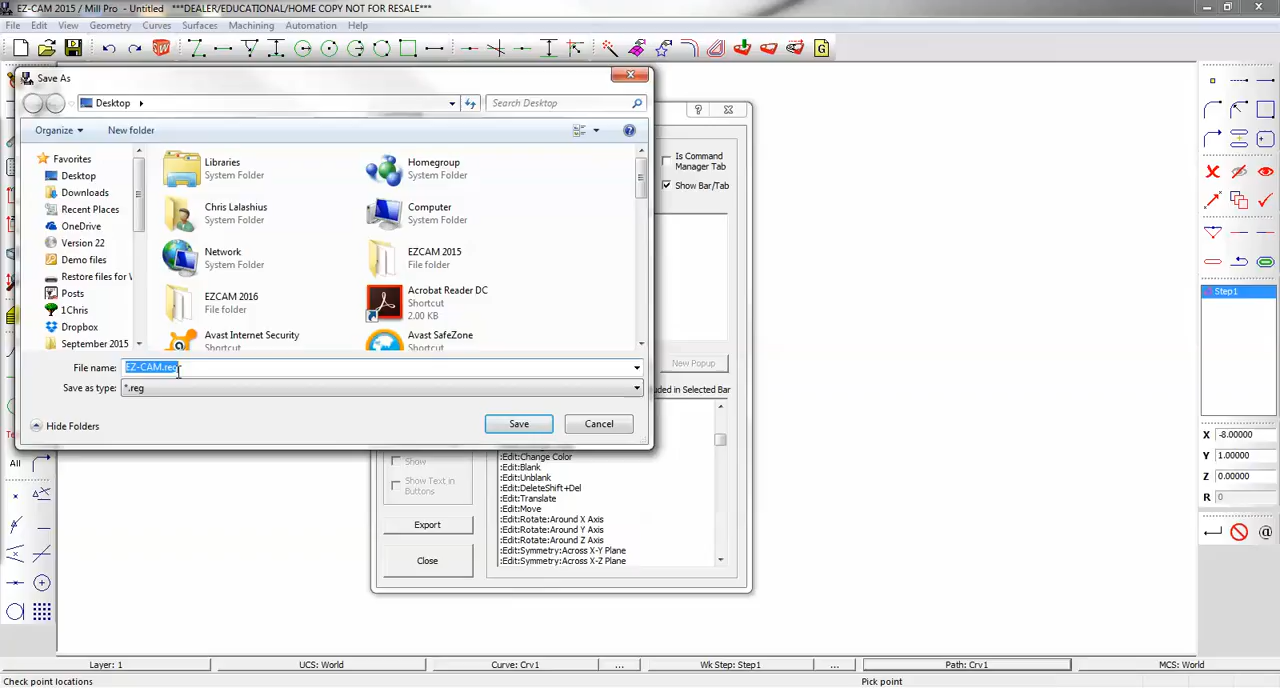 EZ-CAM 2015 / Mill Pro - Untitled ***DEALER/EDUCATIONAL/HOME COPY NOT FOR RESALE***
File Edit View Geometry Curves Surfaces Machining Automation Help
Save As
Desktop
Search Desktop
Organize
New folder
Favorites
Desktop
Downloads
Recent Places
OneDrive
Version 22
Demo files
Restore files for
Posts
1Chris
Dropbox
September 2015
Libraries
System Folder
Homegroup
System Folder
Chris Lalashius
System Folder
Computer
System Folder
Network
System Folder
EZCAM 2015
File folder
EZCAM 2016
File folder
Acrobat Reader DC
Shortcut
2.00 KB
Avast Internet Security
Shortcut
Avast SafeZone
Shortcut
File name: EZ-CAM.reg
Save as type: *.reg
Hide Folders
Save
Cancel
Is Command
Manager Tab
Show Bar/Tab
New Popup
uded in Selected Bar
:Edit:Change Color
:Edit:Blank
:Edit:Unblank
:Edit:DeleteShift+Del
:Edit:Translate
:Edit:Move
:Edit:Rotate:Around X Axis
:Edit:Rotate:Around Y Axis
:Edit:Rotate:Around Z Axis
:Edit:Symmetry:Across X-Y Plane
:Edit:Symmetry:Across X-Z Plane
Show
Show Text in
Buttons
Export
Close
All
Step1
X -8.00000
Y 1.00000
Z 0.00000
R 0
@
Layer: 1
UCS: World
Curve: Crv1
...
Wk Step: Step1
...
Path: Crv1
MCS: World
Check point locations
Pick point